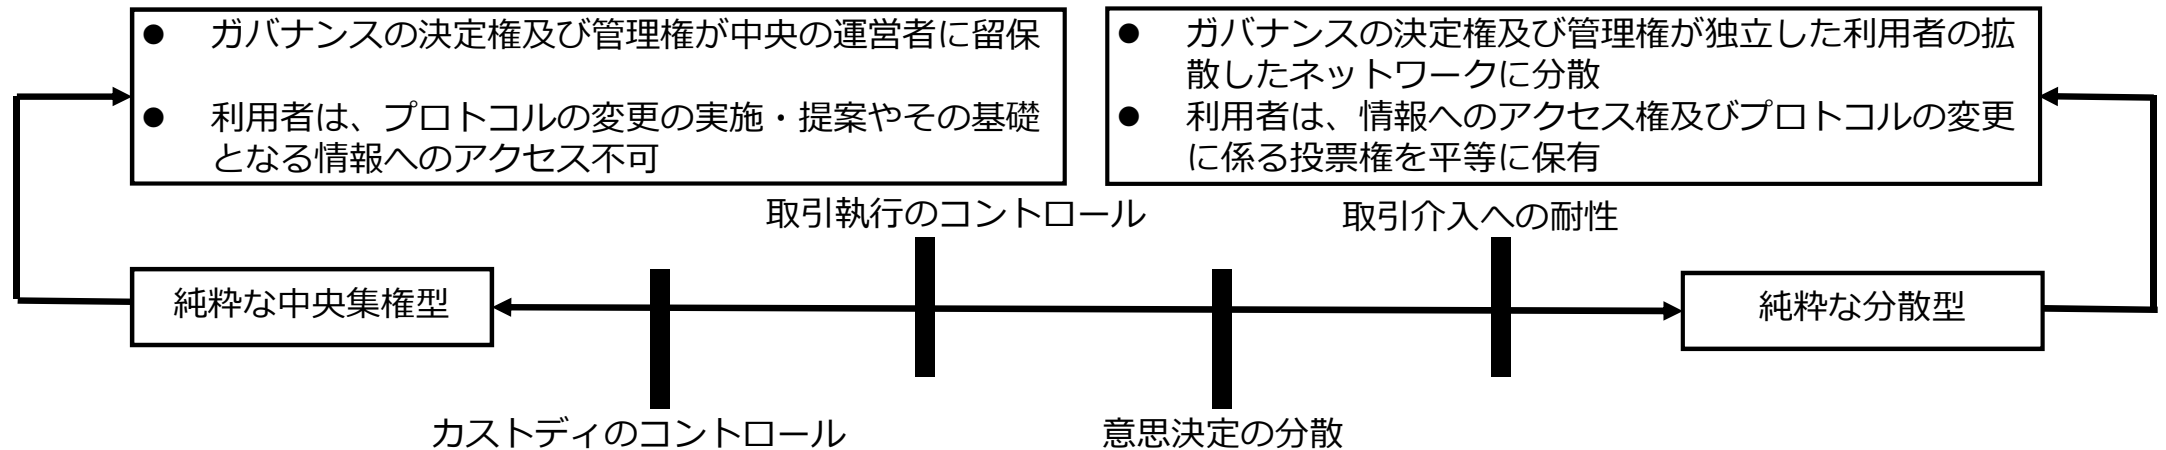 ● ガバナンスの決定権及び管理権が中央の運営者に留保
● 利用者は、プロトコルの変更の実施・提案やその基礎
となる情報へのアクセス不可
● ガバナンスの決定権及び管理権が独立した利用者の拡
散したネットワークに分散
● 利用者は、情報へのアクセス権及びプロトコルの変更
に係る投票権を平等に保有
取引執行のコントロール
取引介入への耐性
純粋な中央集権型
純粋な分散型
カストディのコントロール
意思決定の分散